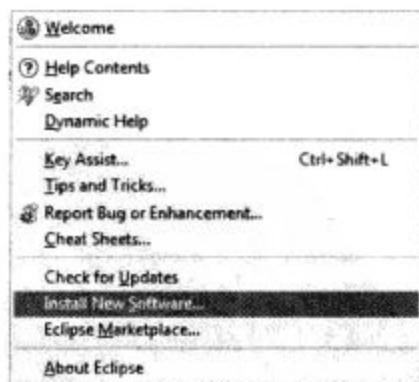 Welcome
Help Contents
Search
Dynamic Help
Key Assist... Ctrl+Shift+L
Tips and Tricks...
Report Bug or Enhancement...
Cheat Sheets...
Check for Updates
Install New Software...
Eclipse Marketplace...
About Eclipse